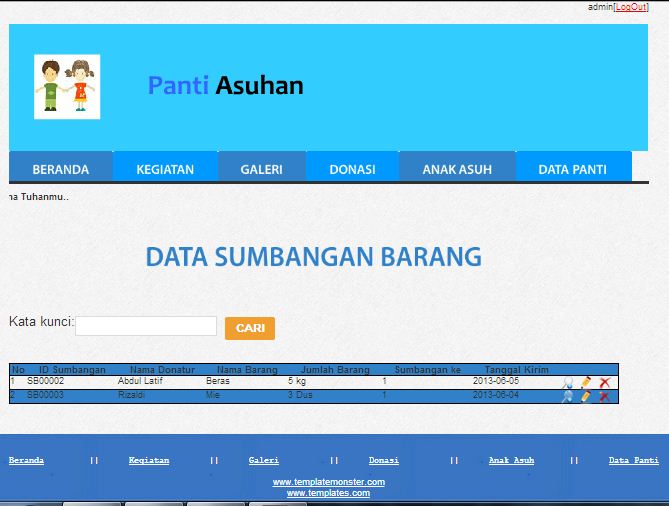 admin[LogOut]
Panti Asuhan
BERANDA KEGIATAN GALERI DONASI ANAK ASUH DATA PANTI
na Tuhanmu..
DATA SUMBANGAN BARANG
Kata kunci: CARI
No ID Sumbangan Nama Donatur Nama Barang Jumlah Barang Sumbangan ke Tanggal Kirim
1 SB00002 Abdul Latif Beras 5 kg 1 2013-06-05
2 SB00003 Rizaldi Mie 3 Dus 1 2013-06-04
Beranda || Kegiatan || Galeri || Donasi || Anak Asuh || Data Panti
www.templatemonster.com
www.templates.com